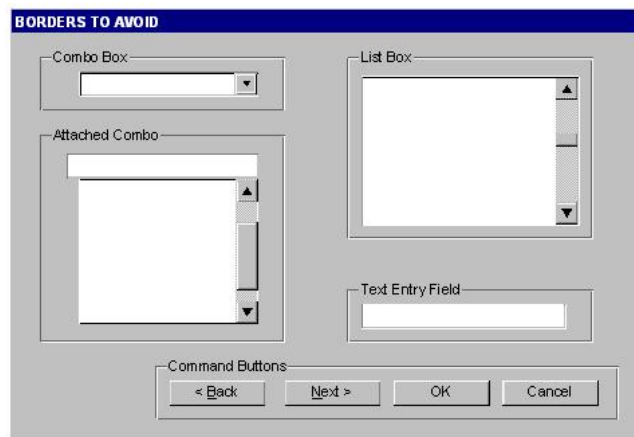 BORDERS TO AVOID
Combo Box
List Box
Attached Combo
Text Entry Field
Command Buttons
< Back
Next >
OK
Cancel